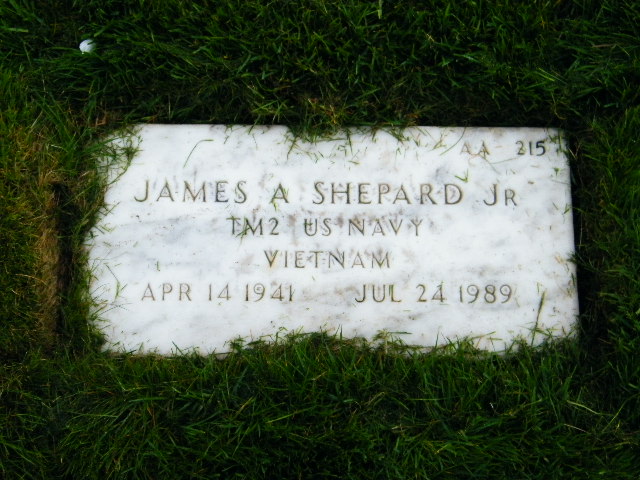 AA 215
JAMES A SHEPARD JR
TM2 US NAVY
VIETNAM
APR 14 1941 JUL 24 1989